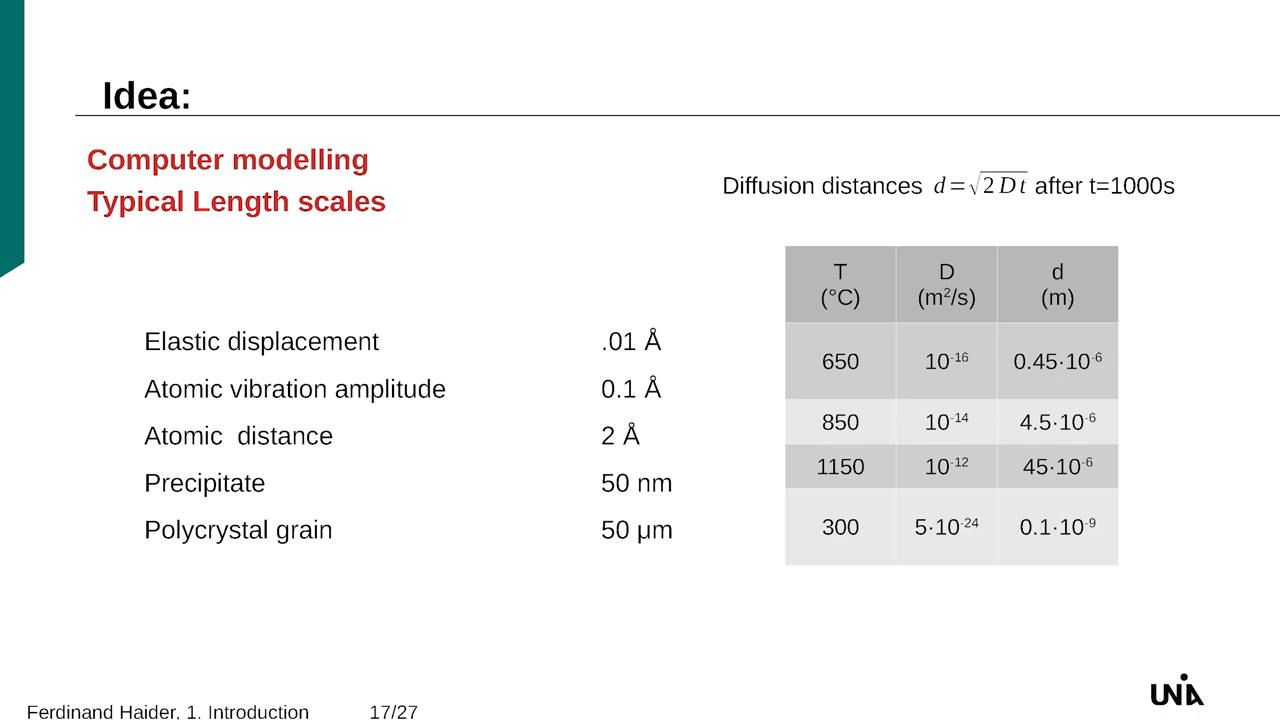 Idea:
Computer modelling
Typical Length scales
Diffusion distances d=√2 D t after t=1000s
Elastic displacement .01 Å
Atomic vibration amplitude 0.1 Å
Atomic distance 2 Å
Precipitate 50 nm
Polycrystal grain 50 μm
T D d
(°C) (m²/s) (m)
650 10⁻¹⁶ 0.45·10⁻⁶
850 10⁻¹⁴ 4.5·10⁻⁶
1150 10⁻¹² 45·10⁻⁶
300 5·10⁻²⁴ 0.1·10⁻⁹
UNIA
Ferdinand Haider, 1. Introduction 17/27